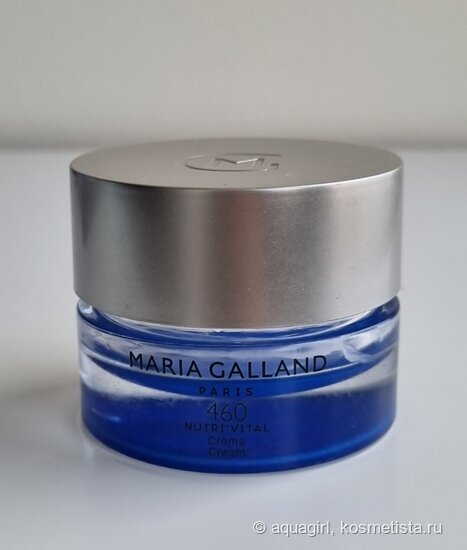 MARIA GALLAND
PARIS
460
NUTRI'VITAL
Crème
Cream
© aquagirl, kosmetista.ru